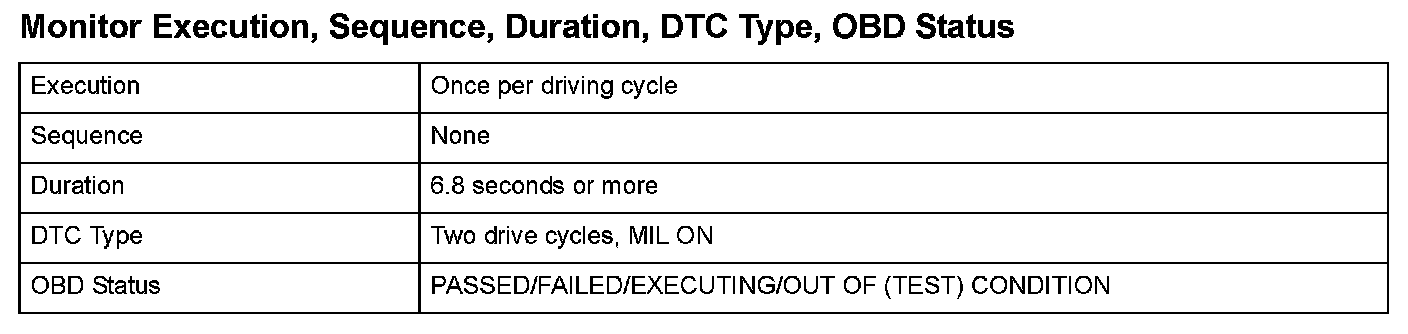 Monitor Execution, Sequence, Duration, DTC Type, OBD Status
Execution Once per driving cycle
Sequence None
Duration 6.8 seconds or more
DTC Type Two drive cycles, MIL ON
OBD Status PASSED/FAILED/EXECUTING/OUT OF (TEST) CONDITION